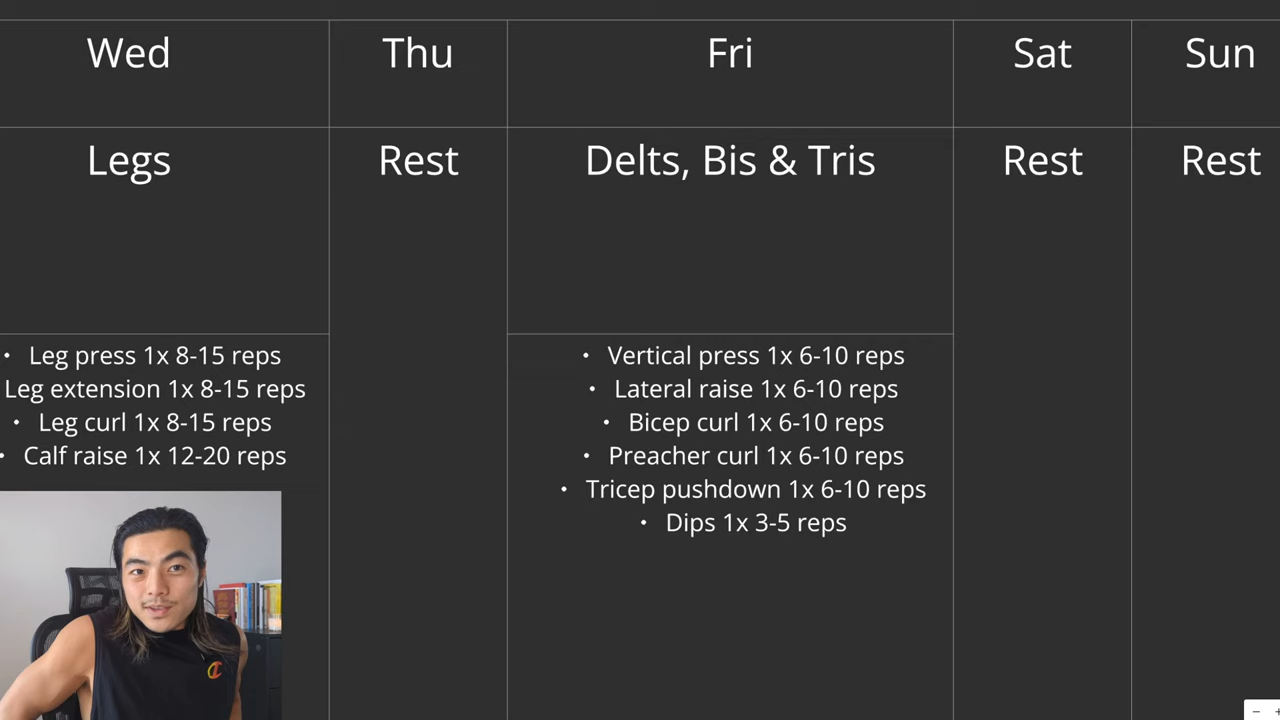 Wed
Thu
Fri
Sat
Sun
Legs
Rest
Delts, Bis & Tris
Rest
Rest
• Leg press 1x 8-15 reps
Leg extension 1x 8-15 reps
• Leg curl 1x 8-15 reps
• Calf raise 1x 12-20 reps
• Vertical press 1x 6-10 reps
• Lateral raise 1x 6-10 reps
• Bicep curl 1x 6-10 reps
• Preacher curl 1x 6-10 reps
• Tricep pushdown 1x 6-10 reps
• Dips 1x 3-5 reps